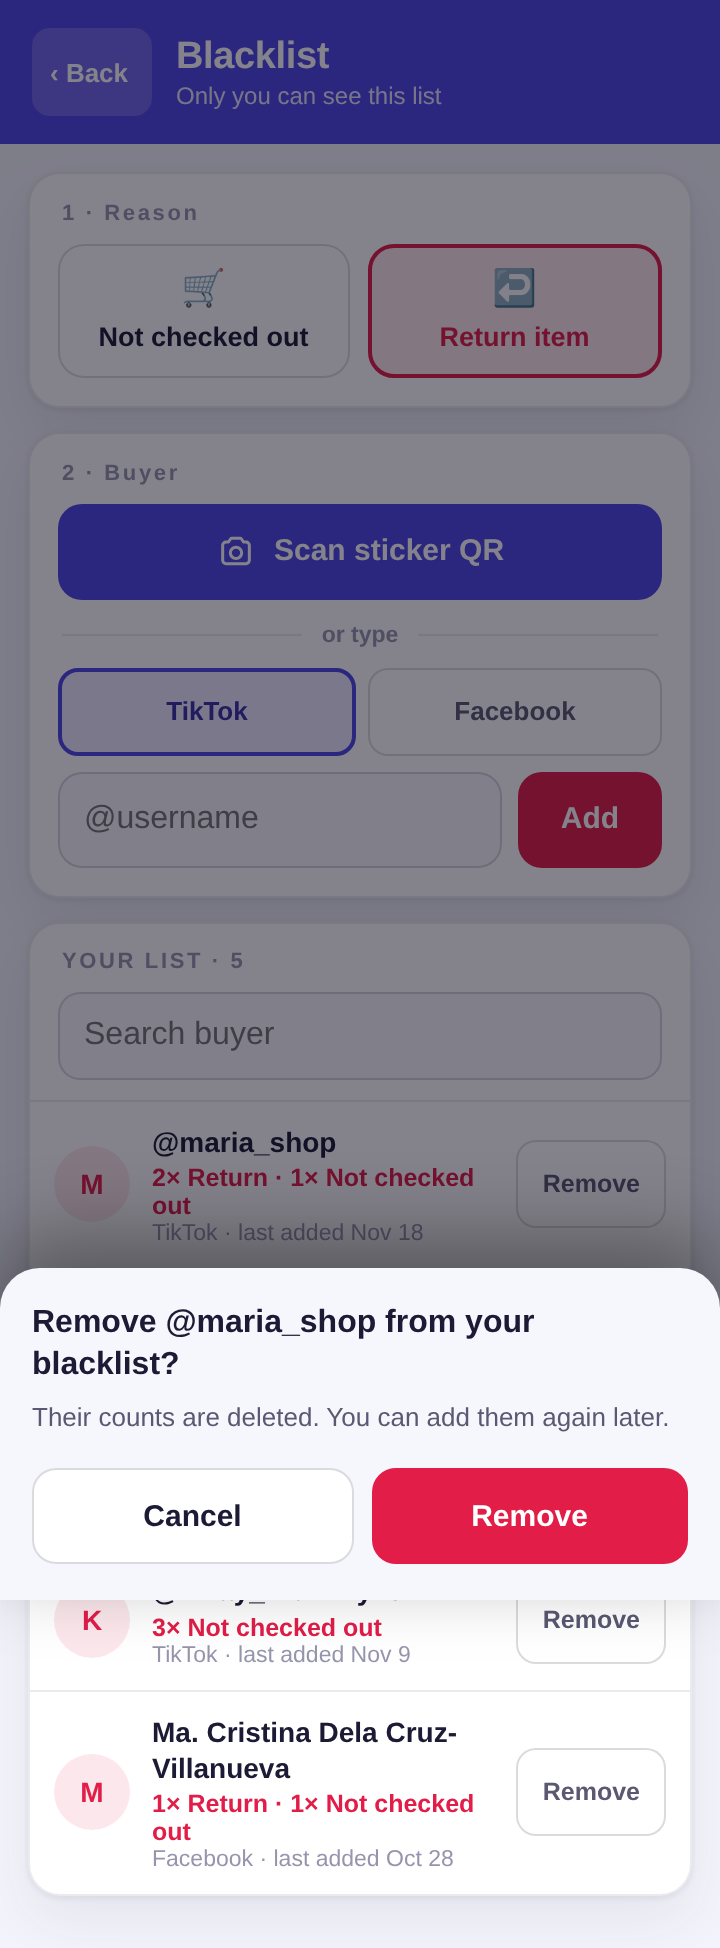 ‹ Back
Blacklist
Only you can see this list
1 · Reason
Not checked out
Return item
2 · Buyer
Scan sticker QR
or type
TikTok
Facebook
@username
Add
YOUR LIST · 5
Search buyer
M
@maria_shop
2× Return · 1× Not checked
out
TikTok · last added Nov 18
Remove
Remove @maria_shop from your
blacklist?
Their counts are deleted. You can add them again later.
Cancel
Remove
K
3× Not checked out
TikTok · last added Nov 9
Remove
M
Ma. Cristina Dela Cruz-
Villanueva
1× Return · 1× Not checked
out
Facebook · last added Oct 28
Remove